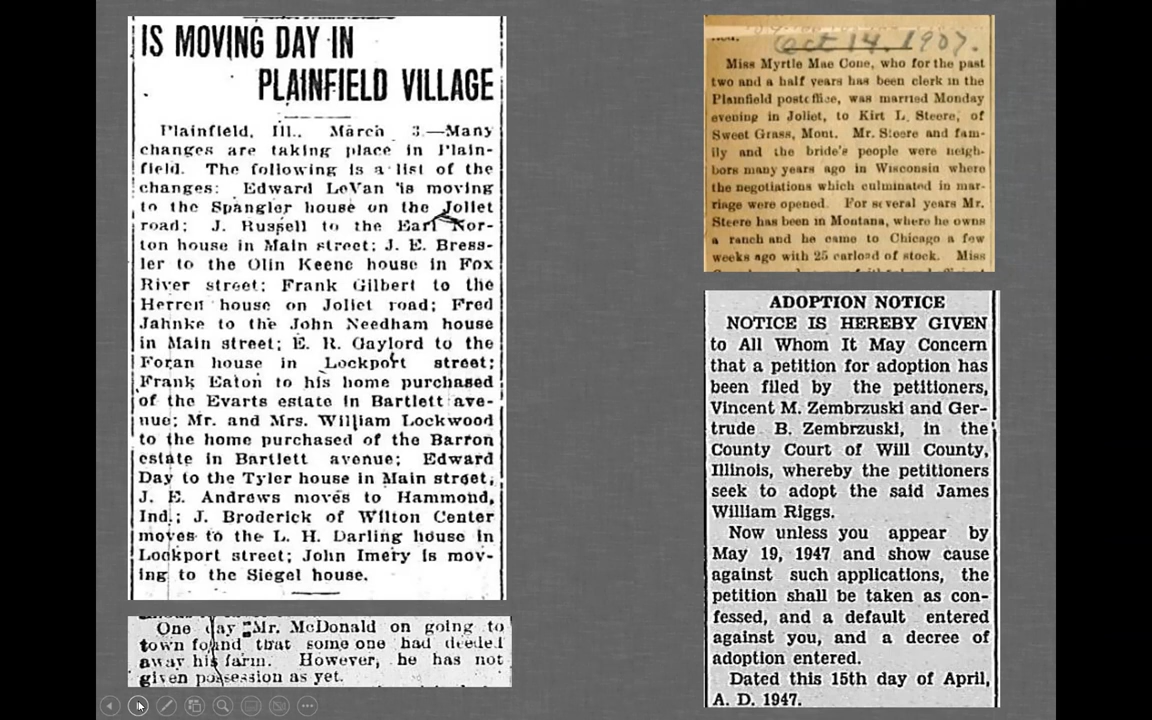 IS MOVING DAY IN
PLAINFIELD VILLAGE
Plainfield, Ill., March 3.—Many
changes are taking place in Plain-
field. The following is a list of the
changes: Edward LeVan is moving
to the Spangler house on the Joliet
road; J. Russell to the Earl Nor-
ton house in Main street; J. E. Bress-
ler to the Olin Keene house in Fox
River street; Frank Gilbert to the
Herren house on Joliet road; Fred
Jahnke to the John Needham house
in Main street; E. R. Gaylord to the
Foran house in Lockport street;
Frank Eaton to his home purchased
of the Evarts estate in Bartlett ave-
nue; Mr. and Mrs. William Lockwood
to the home purchased of the Barron
estate in Bartlett avenue; Edward
Day to the Tyler house in Main street,
J. E. Andrews moves to Hammond,
Ind.; J. Broderick of Wilton Center
moves to the L. H. Darling house in
Lockport street; John Imery is mov-
ing to the Siegel house.
One day Mr. McDonald on going to
town found that some one had deeded
away his farm. However, he has not
given possession as yet.
Oct 14. 1907.
Miss Myrtle Mae Cone, who for the past
two and a half years has been clerk in the
Plainfield postoffice, was married Monday
evening in Joliet, to Kirt L. Steere, of
Sweet Grass, Mont. Mr. Steere and fam-
ily and the bride's people were neigh-
bors many years ago in Wisconsin where
the negotiations which culminated in mar-
riage were opened. For several years Mr.
Steere has been in Montana, where he owns
a ranch and he came to Chicago a few
weeks ago with 25 carload of stock. Miss
ADOPTION NOTICE
NOTICE IS HEREBY GIVEN
to All Whom It May Concern
that a petition for adoption has
been filed by the petitioners,
Vincent M. Zembrzuski and Ger-
trude B. Zembrzuski, in the
County Court of Will County,
Illinois, whereby the petitioners
seek to adopt the said James
William Riggs.
Now unless you appear by
May 19, 1947 and show cause
against such applications, the
petition shall be taken as con-
fessed, and a default entered
against you, and a decree of
adoption entered.
Dated this 15th day of April,
A. D. 1947.